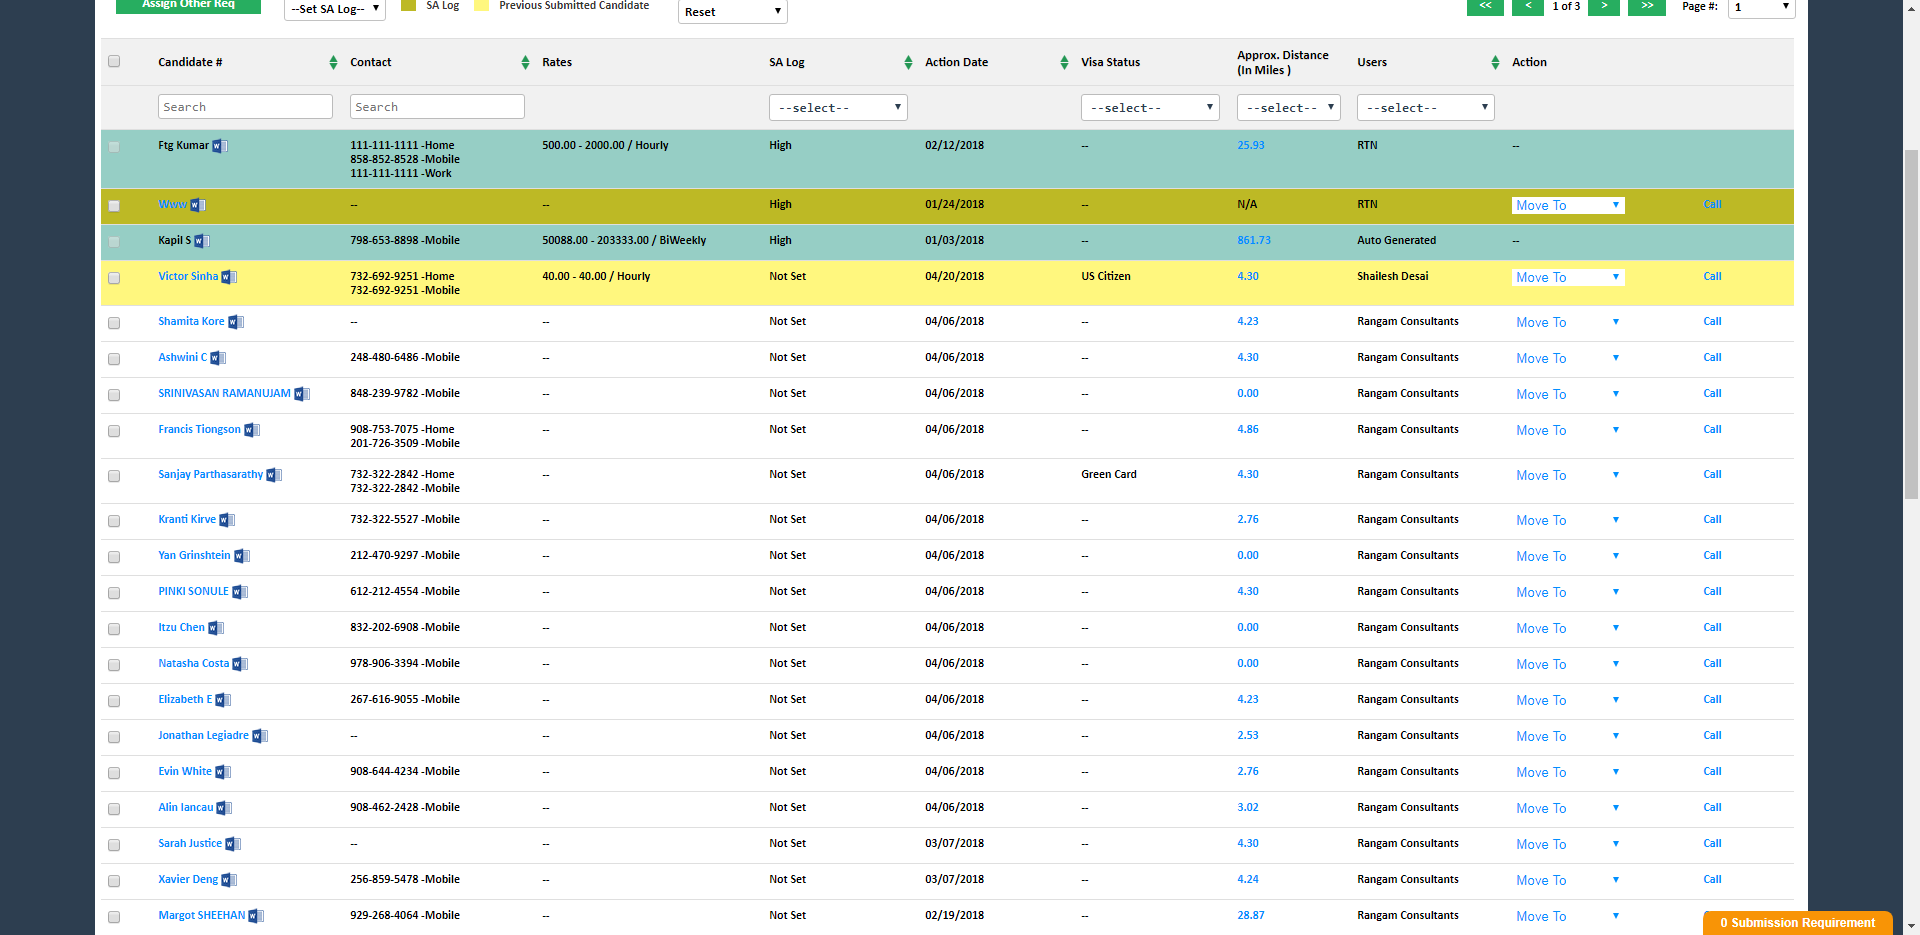 Assign Other Req --Set SA Log-- SA Log Previous Submitted Candidate Reset << < 1 of 3 > >> Page #: 1
Candidate # Contact Rates SA Log Action Date Visa Status Approx. Distance (In Miles ) Users Action
Search Search --select-- --select-- --select-- --select--
Ftg Kumar 111-111-1111 -Home 500.00 - 2000.00 / Hourly High 02/12/2018 -- 25.93 RTN --
858-852-8528 -Mobile
111-111-1111 -Work
Www -- -- High 01/24/2018 -- N/A RTN Move To Call
Kapil S 798-653-8898 -Mobile 50088.00 - 203333.00 / BiWeekly High 01/03/2018 -- 861.73 Auto Generated --
Victor Sinha 732-692-9251 -Home 40.00 - 40.00 / Hourly Not Set 04/20/2018 US Citizen 4.30 Shailesh Desai Move To Call
732-692-9251 -Mobile
Shamita Kore -- -- Not Set 04/06/2018 -- 4.23 Rangam Consultants Move To Call
Ashwini C 248-480-6486 -Mobile -- Not Set 04/06/2018 -- 4.30 Rangam Consultants Move To Call
SRINIVASAN RAMANUJAM 848-239-9782 -Mobile -- Not Set 04/06/2018 -- 0.00 Rangam Consultants Move To Call
Francis Tiongson 908-753-7075 -Home -- Not Set 04/06/2018 -- 4.86 Rangam Consultants Move To Call
201-726-3509 -Mobile
Sanjay Parthasarathy 732-322-2842 -Home -- Not Set 04/06/2018 Green Card 4.30 Rangam Consultants Move To Call
732-322-2842 -Mobile
Kranti Kirve 732-322-5527 -Mobile -- Not Set 04/06/2018 -- 2.76 Rangam Consultants Move To Call
Yan Grinshtein 212-470-9297 -Mobile -- Not Set 04/06/2018 -- 0.00 Rangam Consultants Move To Call
PINKI SONULE 612-212-4554 -Mobile -- Not Set 04/06/2018 -- 4.30 Rangam Consultants Move To Call
Itzu Chen 832-202-6908 -Mobile -- Not Set 04/06/2018 -- 0.00 Rangam Consultants Move To Call
Natasha Costa 978-906-3394 -Mobile -- Not Set 04/06/2018 -- 0.00 Rangam Consultants Move To Call
Elizabeth E 267-616-9055 -Mobile -- Not Set 04/06/2018 -- 4.23 Rangam Consultants Move To Call
Jonathan Legiadre -- -- Not Set 04/06/2018 -- 2.53 Rangam Consultants Move To Call
Evin White 908-644-4234 -Mobile -- Not Set 04/06/2018 -- 2.76 Rangam Consultants Move To Call
Alin Iancau 908-462-2428 -Mobile -- Not Set 04/06/2018 -- 3.02 Rangam Consultants Move To Call
Sarah Justice -- -- Not Set 03/07/2018 -- 4.30 Rangam Consultants Move To Call
Xavier Deng 256-859-5478 -Mobile -- Not Set 03/07/2018 -- 4.24 Rangam Consultants Move To Call
Margot SHEEHAN 929-268-4064 -Mobile -- Not Set 02/19/2018 -- 28.87 Rangam Consultants Move To
0 Submission Requirement